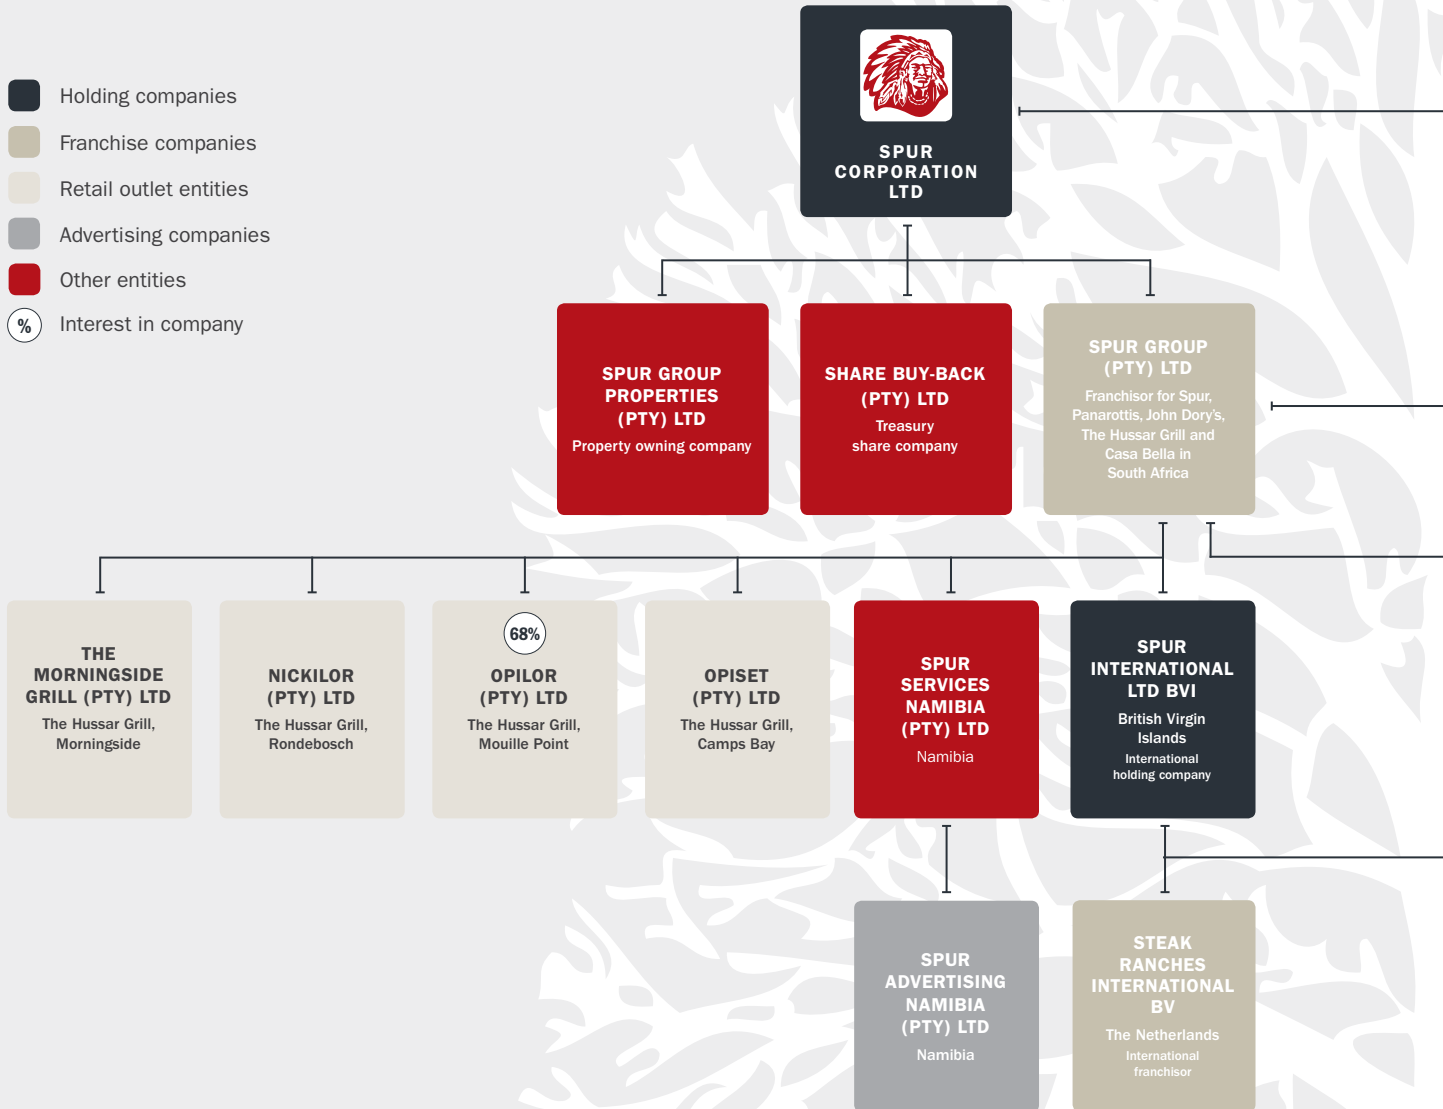 Holding companies
Franchise companies
Retail outlet entities
Advertising companies
Other entities
%
Interest in company
SPUR
CORPORATION
LTD
SPUR GROUP
PROPERTIES
(PTY) LTD
Property owning company
SHARE BUY-BACK
(PTY) LTD
Treasury
share company
SPUR GROUP
(PTY) LTD
Franchisor for Spur,
Panarottis, John Dory's,
The Hussar Grill and
Casa Bella in
South Africa
THE
MORNINGSIDE
GRILL (PTY) LTD
The Hussar Grill,
Morningside
NICKILOR
(PTY) LTD
The Hussar Grill,
Rondebosch
68%
OPILOR
(PTY) LTD
The Hussar Grill,
Mouille Point
OPISET
(PTY) LTD
The Hussar Grill,
Camps Bay
SPUR
SERVICES
NAMIBIA
(PTY) LTD
Namibia
SPUR
INTERNATIONAL
LTD BVI
British Virgin
Islands
International
holding company
SPUR
ADVERTISING
NAMIBIA
(PTY) LTD
Namibia
STEAK
RANCHES
INTERNATIONAL
BV
The Netherlands
International
franchisor